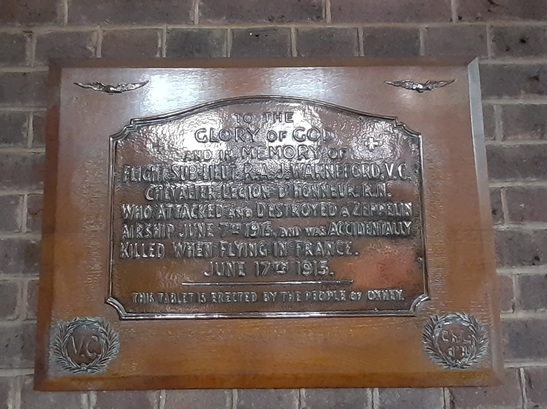 TO THE
GLORY OF GOD
AND IN MEMORY OF
FLIGHT SUB-LIEUT R.A.J. WARNEFORD, V.C.
CHEVALIER LEGION D'HONNEUR. R.N.
WHO ATTACKED AND DESTROYED A ZEPPELIN
AIRSHIP JUNE 7TH 1915. AND WAS ACCIDENTALLY
KILLED WHEN FLYING IN FRANCE.
JUNE 17TH 1915.
THIS TABLET IS ERECTED BY THE PEOPLE OF OXNEY.
V.C.